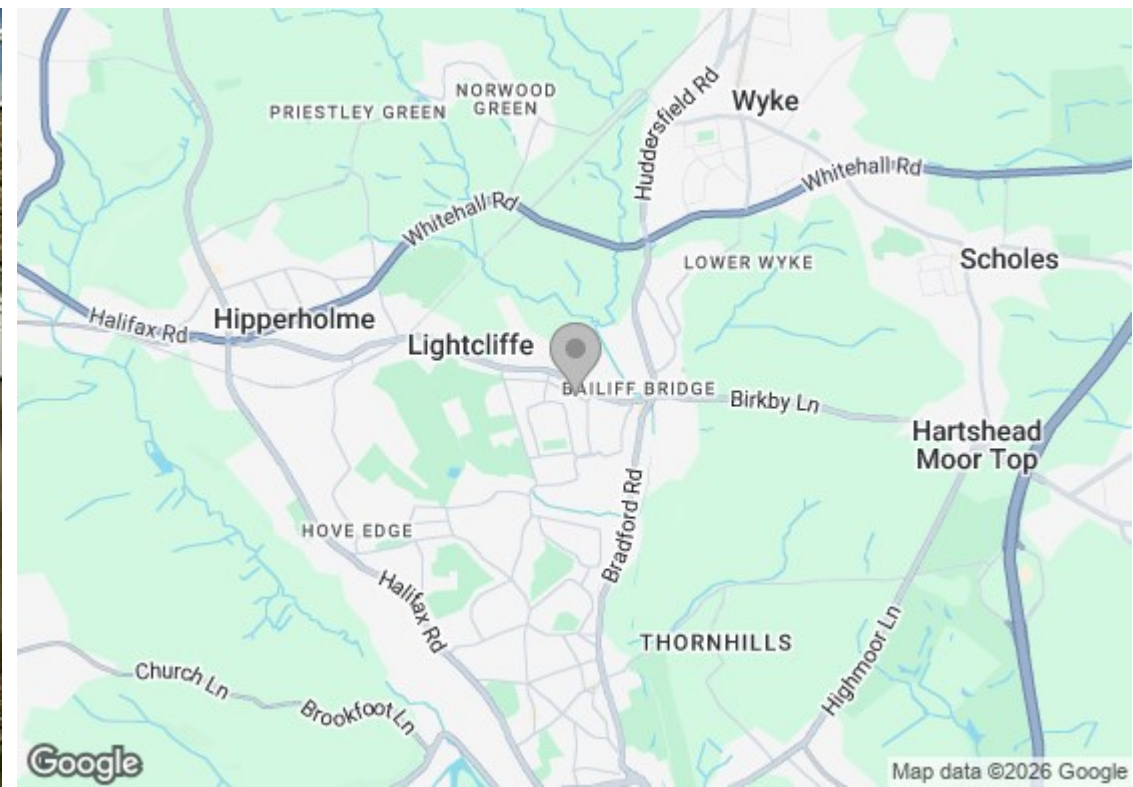 Huddersfield Rd
Wyke
NORWOOD
GREEN
PRIESTLEY GREEN
Whitehall Rd
Whitehall Rd
LOWER WYKE
Scholes
Halifax Rd
Hipperholme
Lightcliffe
BAILIFF BRIDGE
Birkby Ln
Hartshead
Moor Top
HOVE EDGE
Bradford Rd
Halifax Rd
THORNHILLS
Highmoor Ln
Church Ln
Brookfoot Ln
Google
Map data ©2026 Google